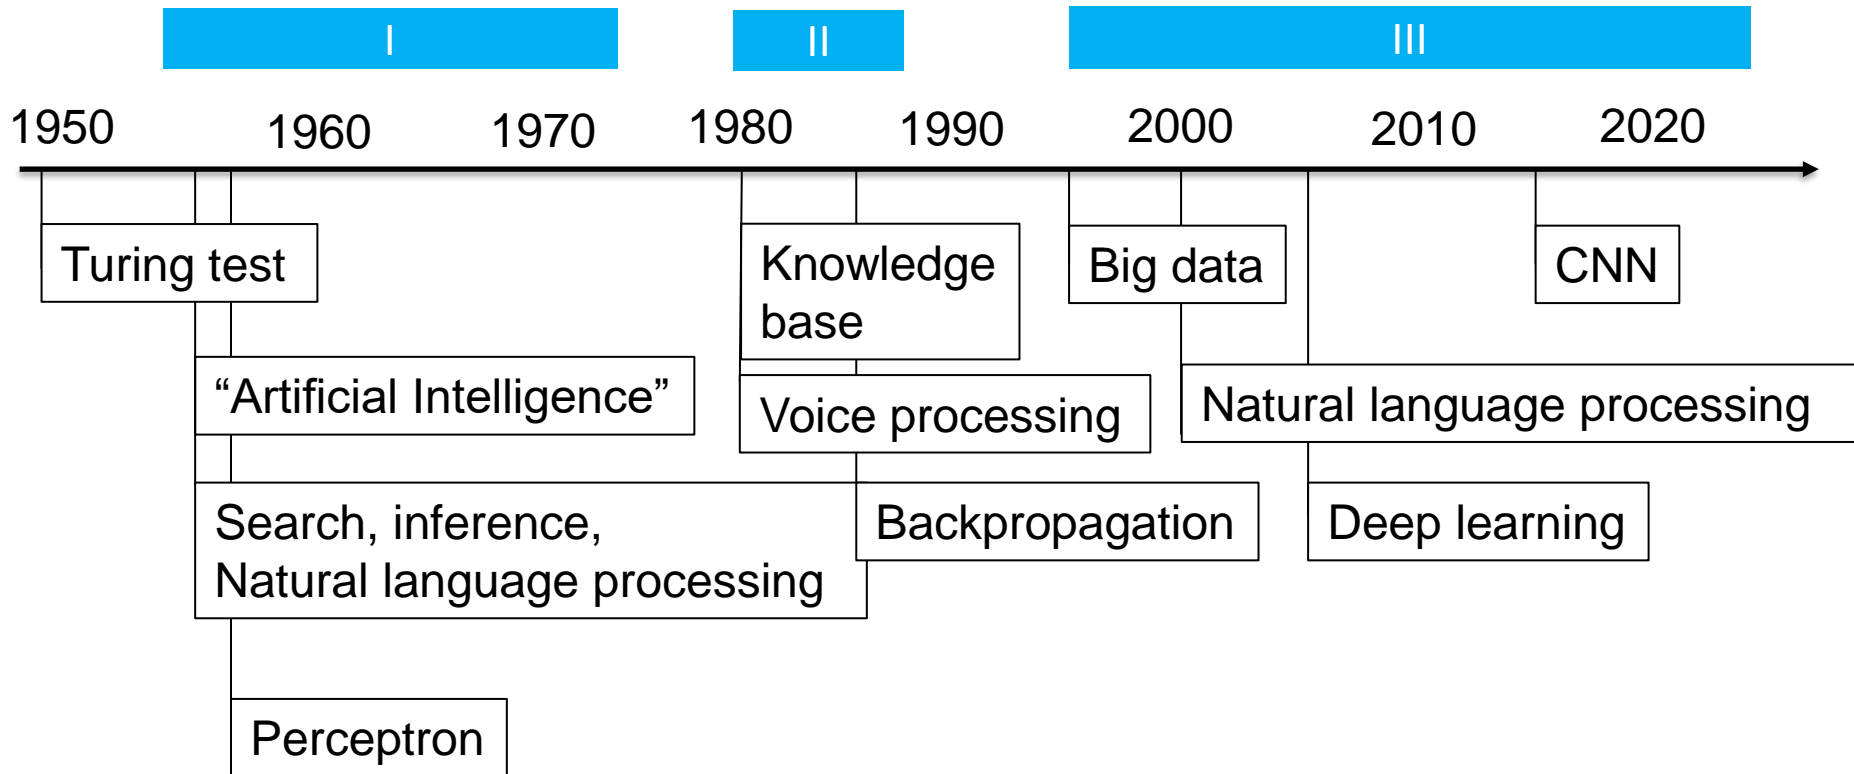 I
II
III
1950
1960
1970
1980
1990
2000
2010
2020
Turing test
Knowledge
base
Big data
CNN
“Artificial Intelligence”
Voice processing
Natural language processing
Search, inference,
Natural language processing
Backpropagation
Deep learning
Perceptron